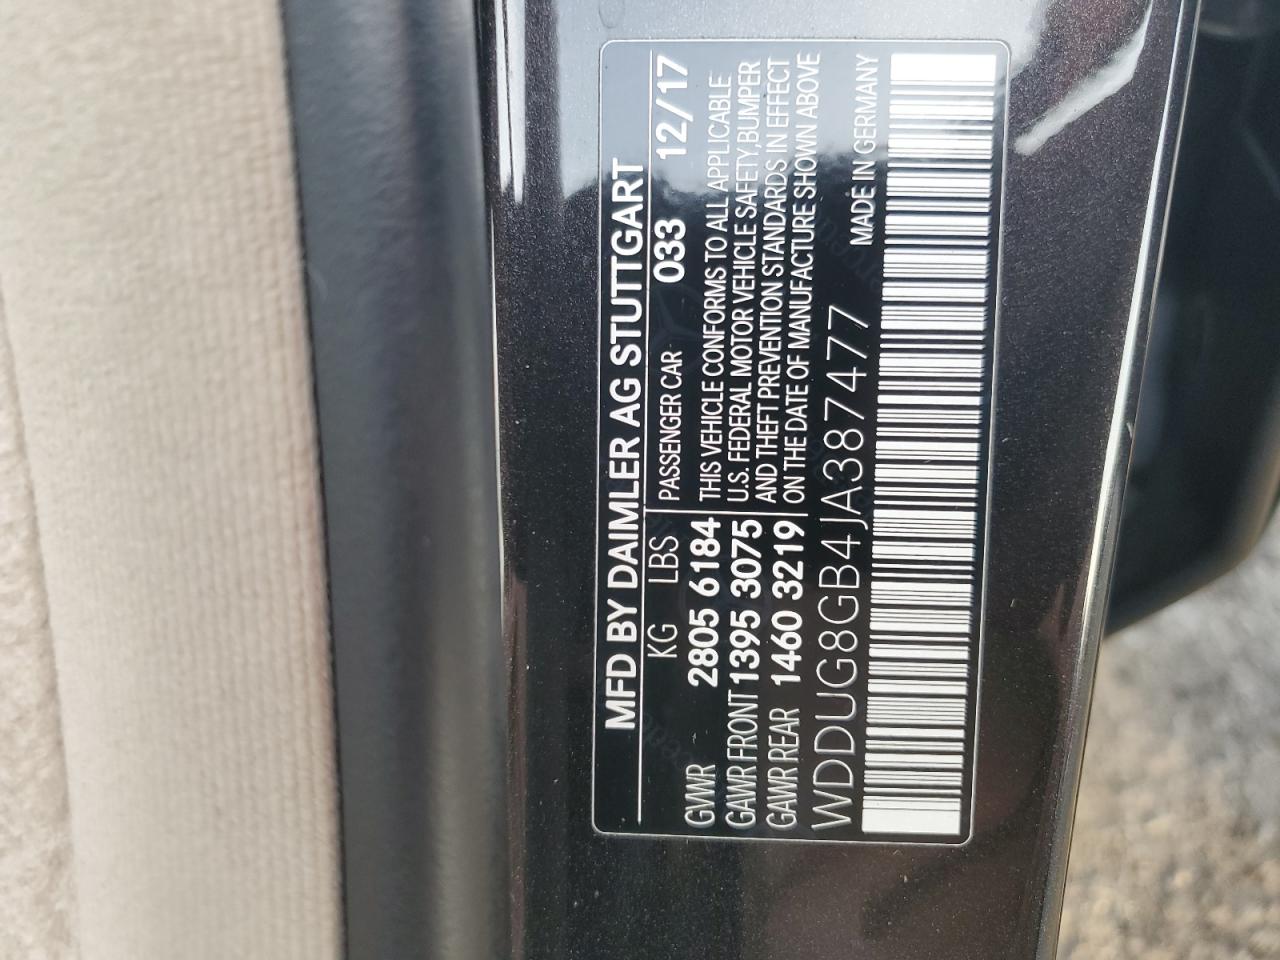 MFD BY DAIMLER AG STUTTGART
KG LBS PASSENGER CAR 033 12/17
GVWR 2805 6184 THIS VEHICLE CONFORMS TO ALL APPLICABLE
GAWR FRONT 1395 3075 U.S. FEDERAL MOTOR VEHICLE SAFETY,BUMPER
GAWR REAR 1460 3219 AND THEFT PREVENTION STANDARDS IN EFFECT
ON THE DATE OF MANUFACTURE SHOWN ABOVE
WDDUG8GB4JA387477 MADE IN GERMANY